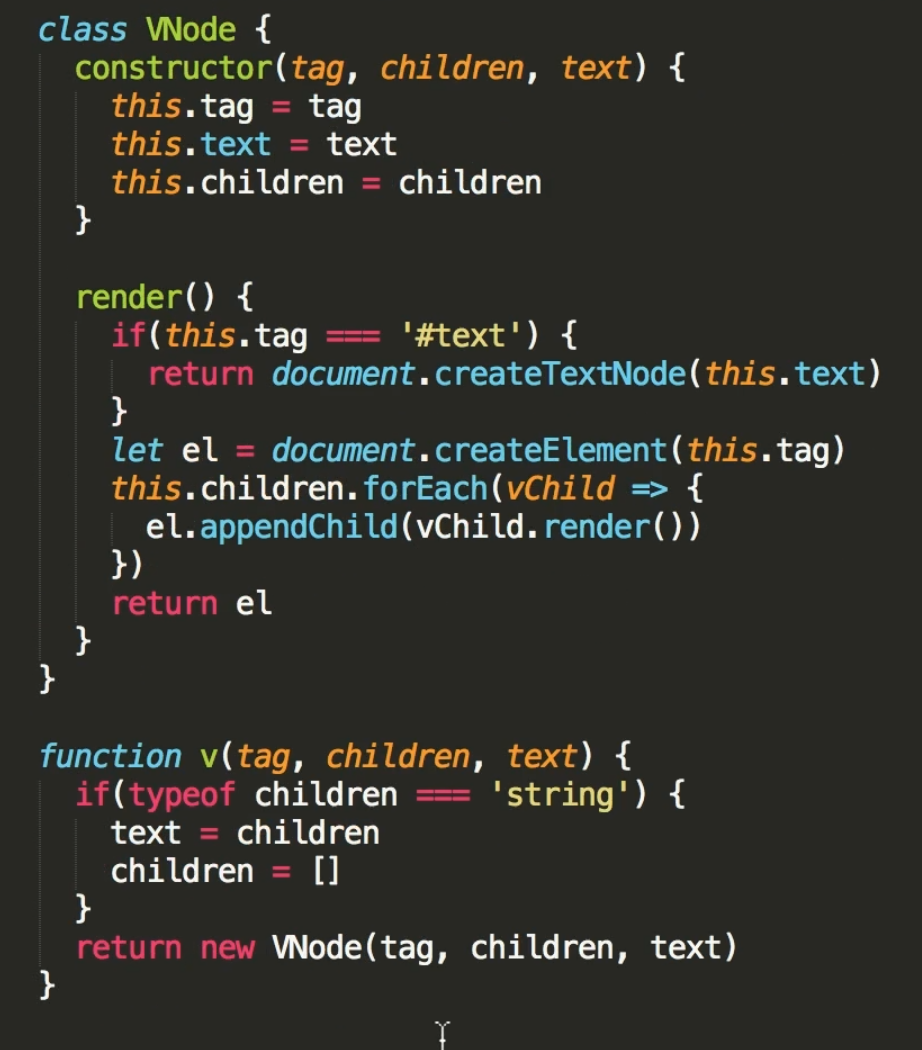 class VNode {
constructor(tag, children, text) {
this.tag = tag
this.text = text
this.children = children
}
render() {
if(this.tag === '#text') {
return document.createTextNode(this.text)
}
let el = document.createElement(this.tag)
this.children.forEach(vChild => {
el.appendChild(vChild.render())
})
return el
}
}
function v(tag, children, text) {
if(typeof children === 'string') {
text = children
children = []
}
return new VNode(tag, children, text)
}